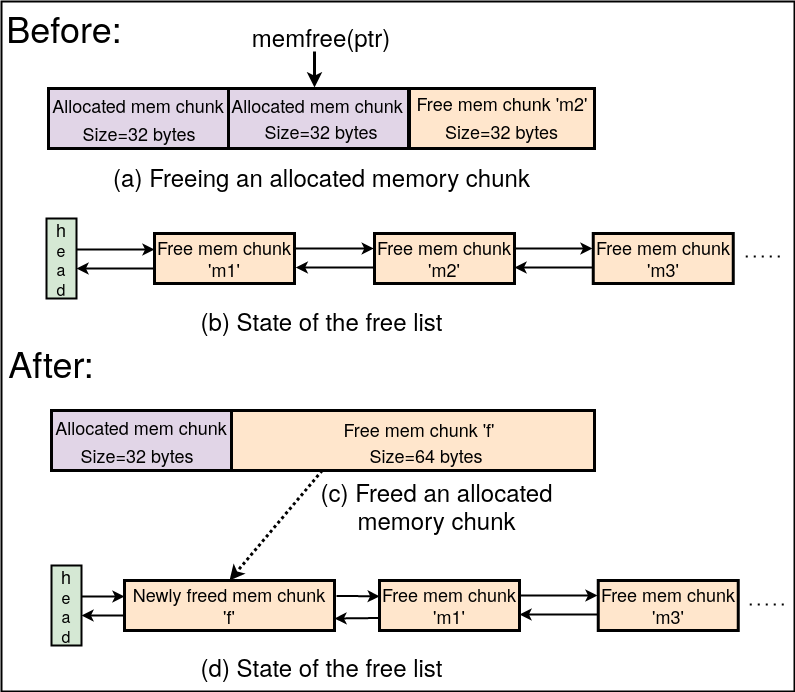 Before:
memfree(ptr)
Allocated mem chunk
Size=32 bytes
Allocated mem chunk
Size=32 bytes
Free mem chunk 'm2'
Size=32 bytes
(a) Freeing an allocated memory chunk
head
Free mem chunk
'm1'
Free mem chunk
'm2'
Free mem chunk
'm3'
.....
(b) State of the free list
After:
Allocated mem chunk
Size=32 bytes
Free mem chunk 'f'
Size=64 bytes
(c) Freed an allocated
memory chunk
head
Newly freed mem chunk
'f'
Free mem chunk
'm1'
Free mem chunk
'm3'
.....
(d) State of the free list